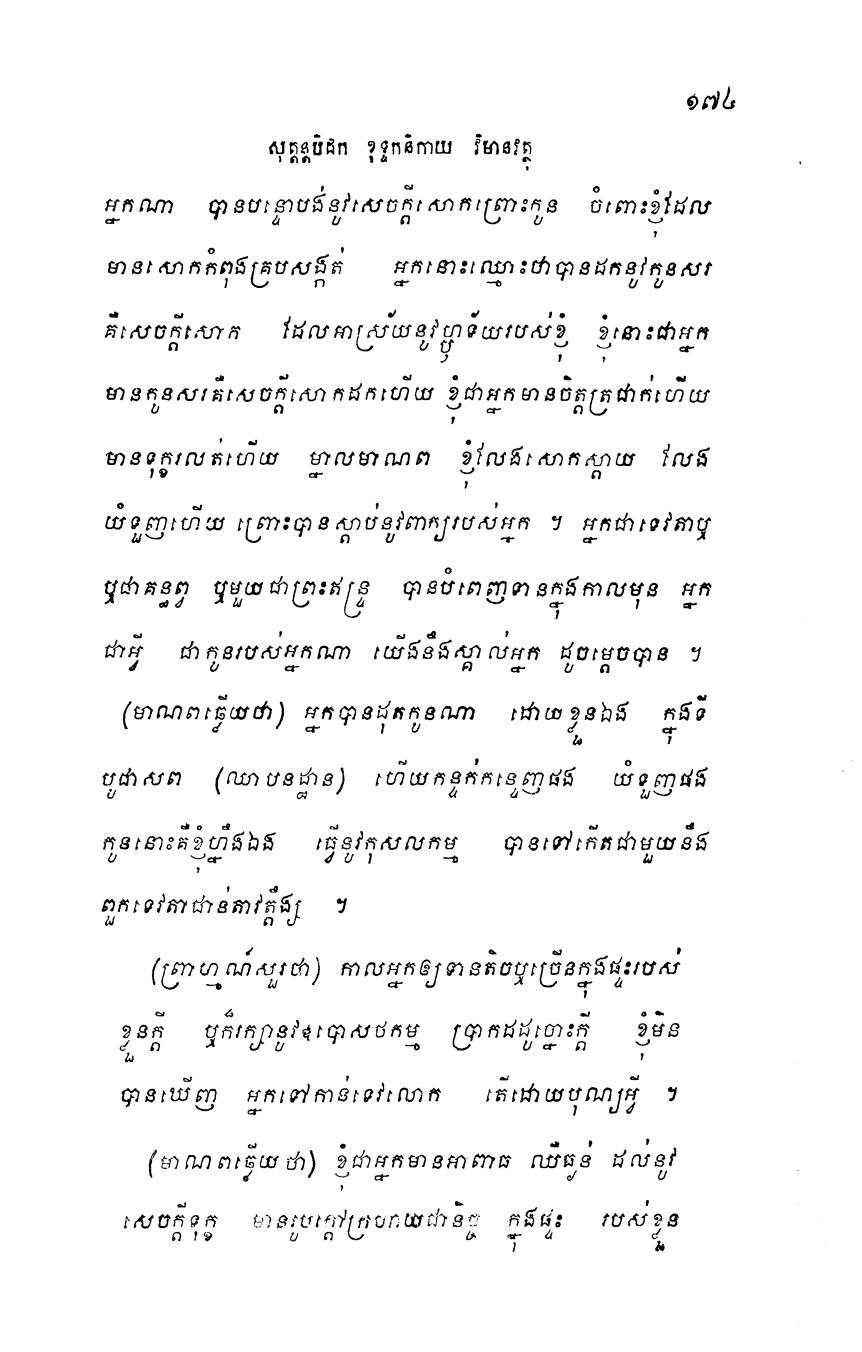 ១៧៤
សុត្តន្តបិដក ខុទ្ទកនិកាយ វិមានវត្ថុ
អ្នកណា បានបន្ទោបង់នូវសេចក្តីសោកព្រោះកូន ចំពោះខ្ញុំដែល
មានសោកកំពុងគ្របសង្កត់ អ្នកនោះឈ្មោះថាបានដកនូវកូនសរ
គឺសេចក្តីសោក ដែលអាស្រ័យនូវហ្ឫទ័យរបស់ខ្ញុំ ខ្ញុំនោះជាអ្នក
មានកូនសរគឺសេចក្តីសោកដកហើយ ខ្ញុំជាអ្នកមានចិត្តត្រជាក់ហើយ
មានទុក្ខរលត់ហើយ ម្នាលមាណព ខ្ញុំលែងសោកស្តាយ លែង
យំទួញហើយ ព្រោះបានស្តាប់នូវពាក្យរបស់អ្នក ។ អ្នកជាទេវតាឬ
ឬជាគន្ធព្វ ឬមួយជាព្រះឥន្ទ្រ បានបំពេញទានក្នុងកាលមុន អ្នក
ជាអ្វី ជាកូនរបស់អ្នកណា យើងនឹងស្គាល់អ្នក ដូចម្តេចបាន ។
(មាណពឆ្លើយថា) អ្នកបានដុតកូនណា ដោយខ្លួនឯង ក្នុងទី
បូជាសព (ឈាបនដ្ឋាន) ហើយកន្ទក់កន្ទេញផង យំទួញផង
កូននោះគឺខ្ញុំហ្នឹងឯង ធ្វើនូវកុសលកម្ម បានទៅកើតជាមួយនឹង
ពួកទេវតាជាន់តាវត្តឹង្ស ។
(ព្រាហ្មណ៍សួរថា) កាលអ្នកឲ្យទានតិចឬច្រើនក្នុងផ្ទះរបស់
ខ្លួនក្តី ឬក៏រក្សានូវឧបោសថកម្ម ប្រាកដដូច្នោះក្តី ខ្ញុំមិន
បានឃើញ អ្នកទៅកាន់ទេវលោក តើដោយបុណ្យអ្វី ។
(មាណពឆ្លើយថា) ខ្ញុំជាអ្នកមានអាពាធ ឈឺធ្ងន់ ដល់នូវ
សេចក្តីទុក្ខ មានរូបក្តៅក្រហាយជានិច្ច ក្នុងផ្ទះ របស់ខ្លួន